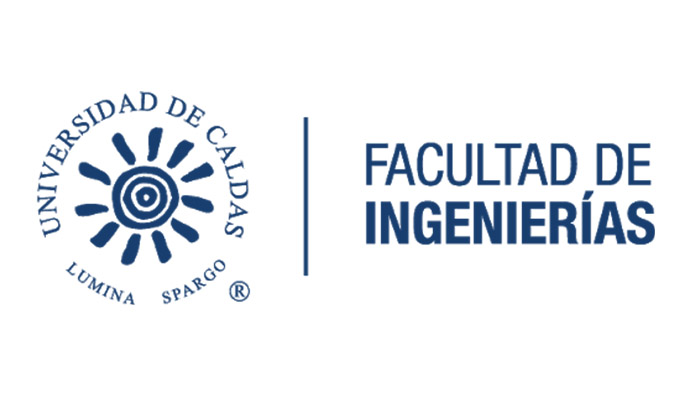 UNIVERSIDAD DE CALDAS
LUMINA SPARGO
®
FACULTAD DE
INGENIERÍAS